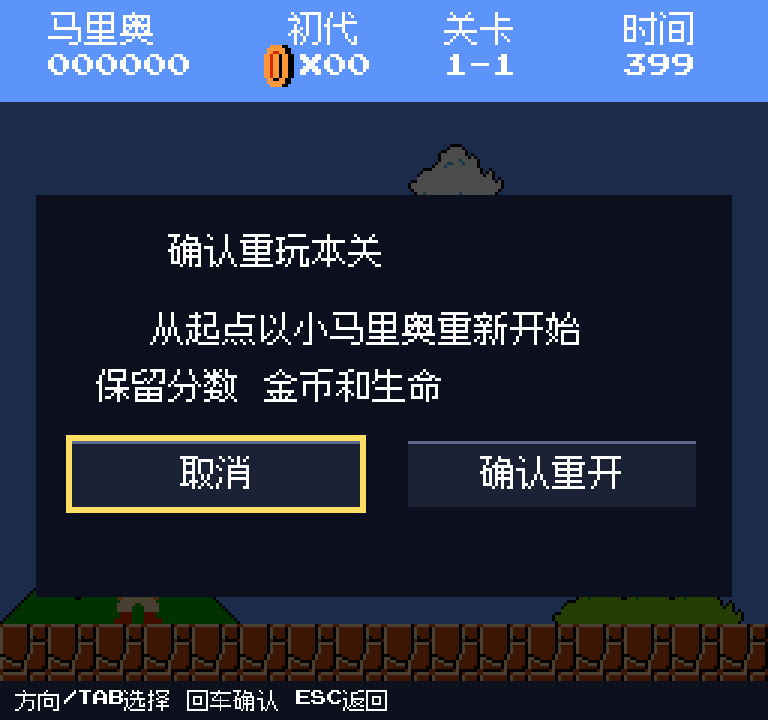 马里奥 初代 关卡 时间
000000 x00 1-1 399
确认重玩本关
从起点以小马里奥重新开始
保留分数 金币和生命
取消 确认重开
方向/TAB选择 回车确认 ESC返回